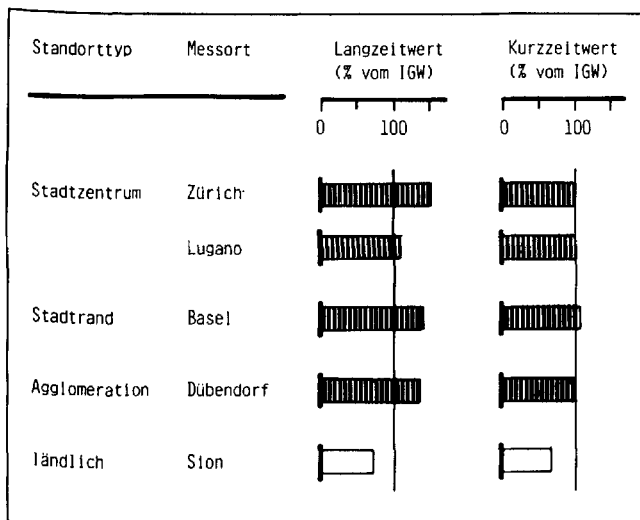 Standorttyp Messort Langzeitwert Kurzzeitwert
(% vom IGW) (% vom IGW)
0 100 0 100
Stadtzentrum Zürich
Lugano
Stadtrand Basel
Agglomeration Dübendorf
ländlich Sion